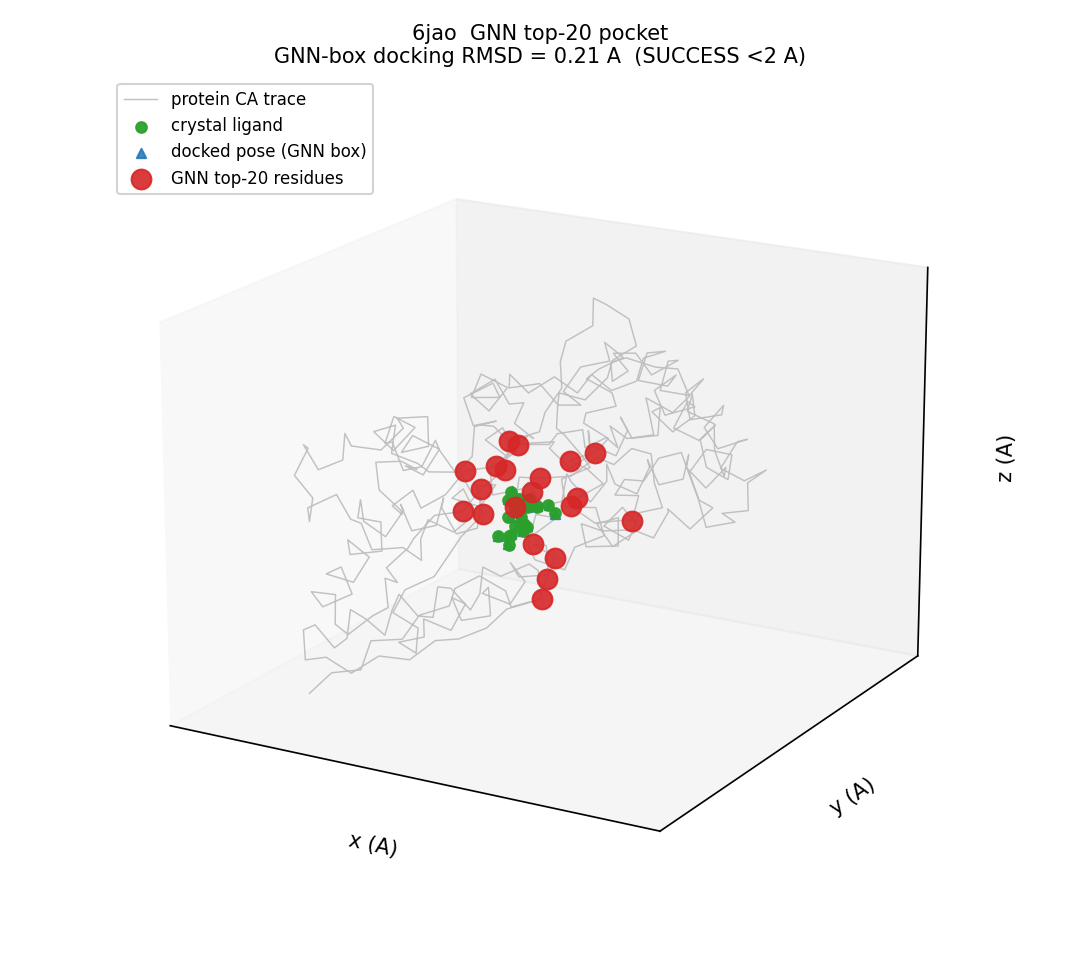 6jao  GNN top-20 pocket
GNN-box docking RMSD = 0.21 A  (SUCCESS <2 A)
protein CA trace
crystal ligand
docked pose (GNN box)
GNN top-20 residues
z (A)
y (A)
x (A)